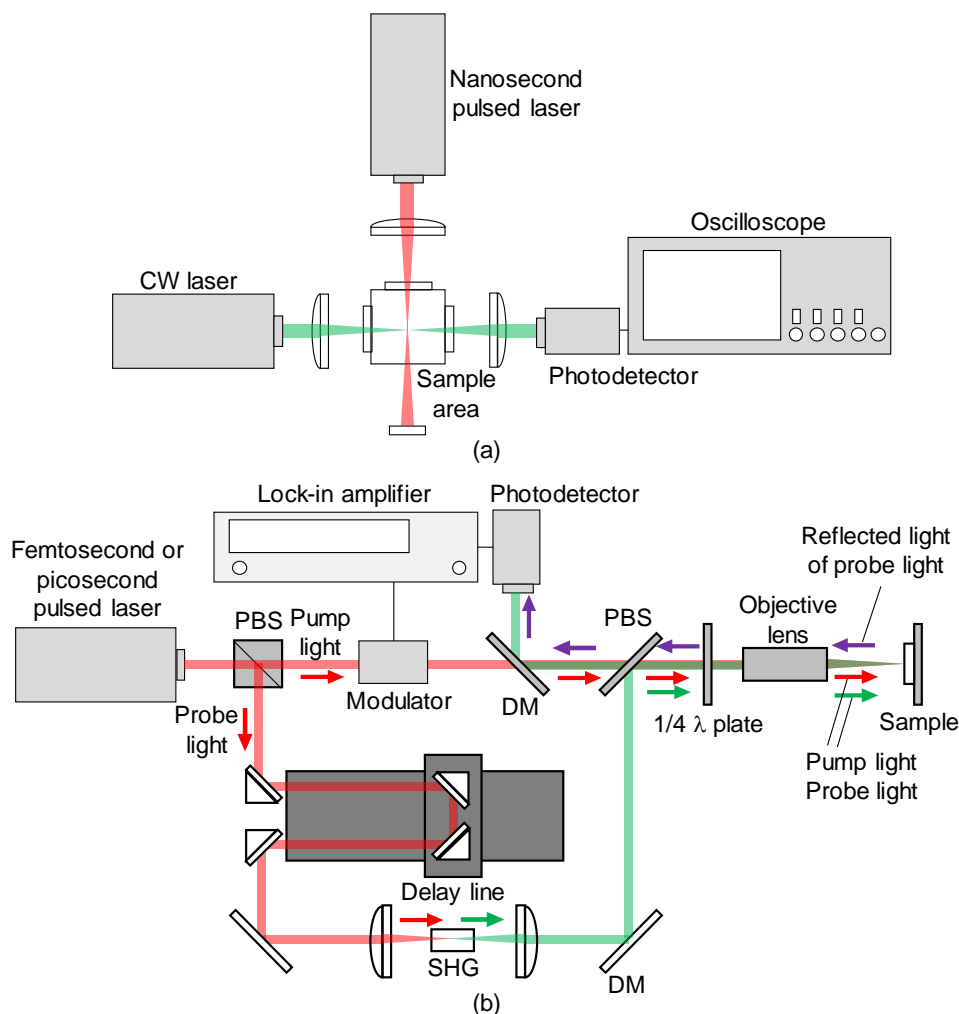 Nanosecond
pulsed laser
Oscilloscope
CW laser
Sample
area
Photodetector
(a)
Lock-in amplifier
Photodetector
Femtosecond or
picosecond
pulsed laser
Reflected light
of probe light
PBS
Pump
light
PBS
Objective
lens
Modulator
DM
1/4 λ plate
Sample
Probe
light
Pump light
Probe light
Delay line
SHG
DM
(b)